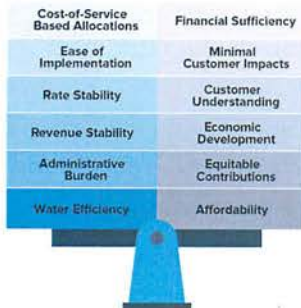 Cost-of-Service
Based Allocations
Financial Sufficiency
Ease of
Implementation
Minimal
Customer Impacts
Rate Stability
Customer
Understanding
Revenue Stability
Economic
Development
Administrative
Burden
Equitable
Contributions
Water Efficiency
Affordability